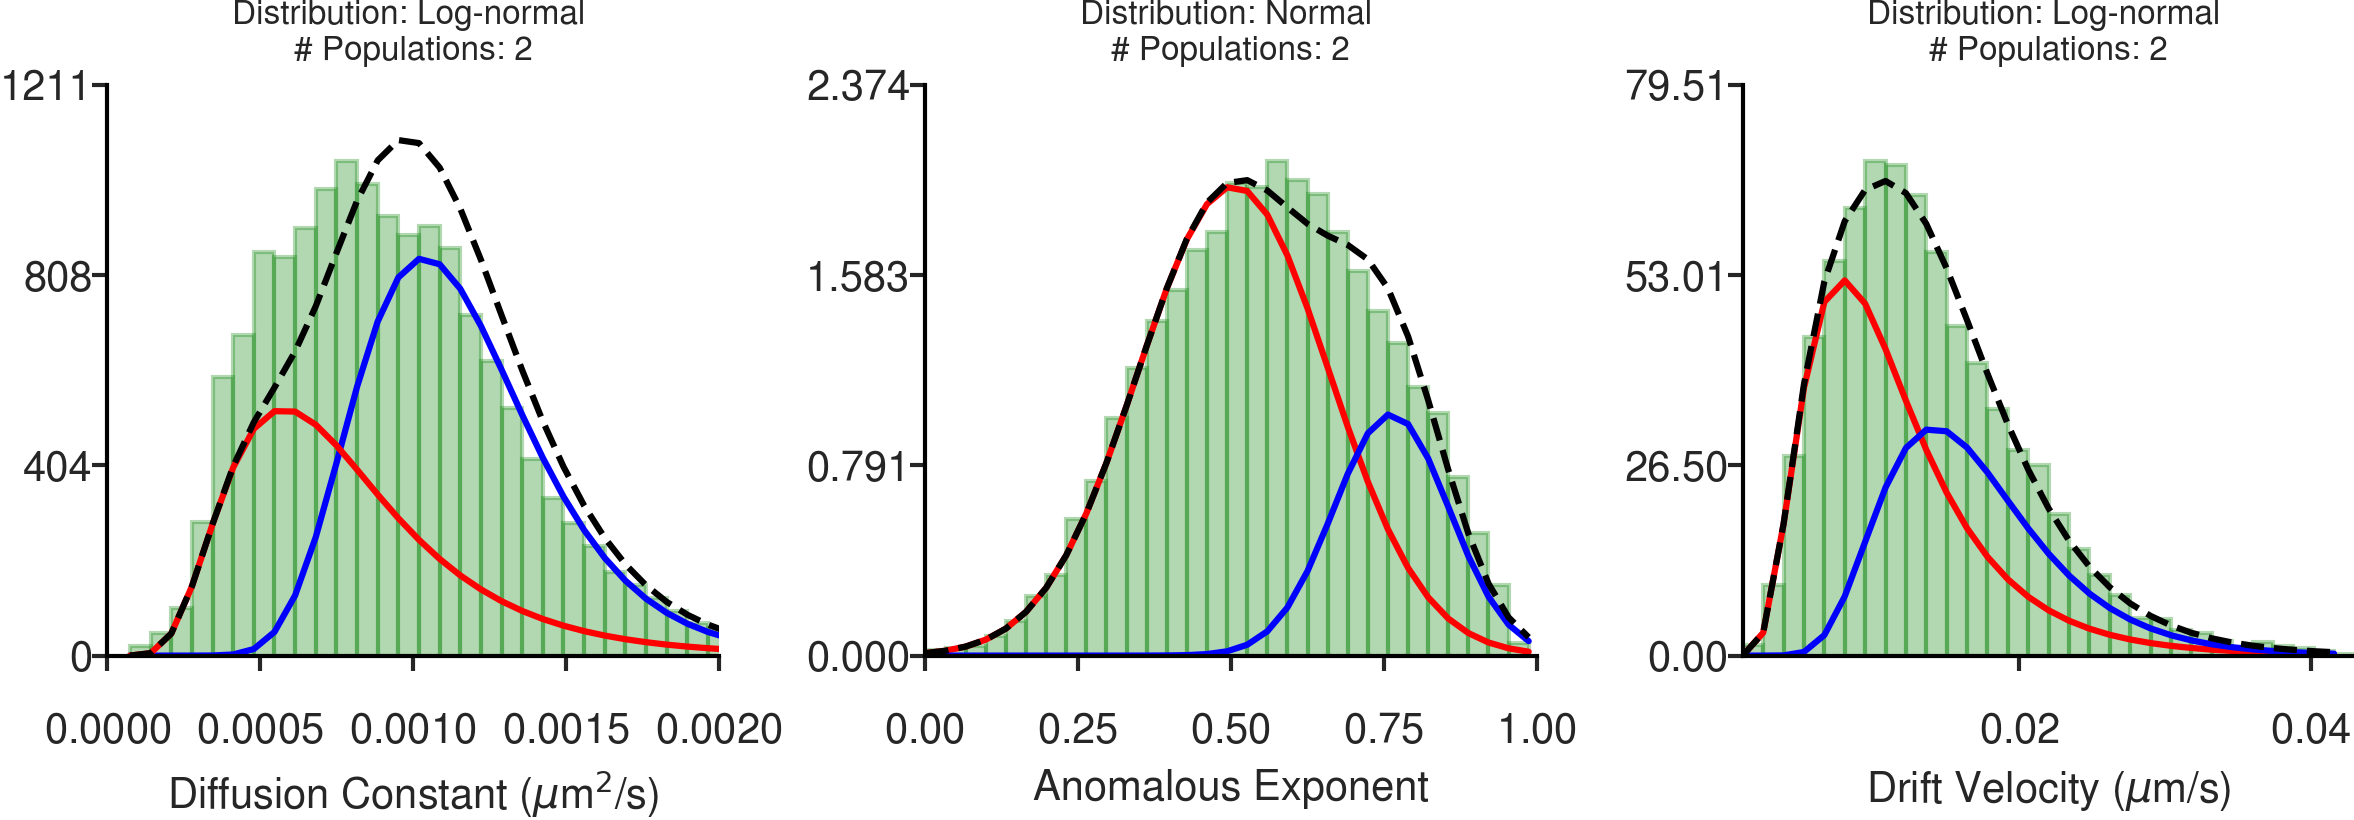 Distribution: Log-normal
# Populations: 2
1211
808
404
0
0.0000 0.0005 0.0010 0.0015 0.0020
Diffusion Constant (μm²/s)
Distribution: Normal
# Populations: 2
2.374
1.583
0.791
0.000
0.00 0.25 0.50 0.75 1.00
Anomalous Exponent
Distribution: Log-normal
# Populations: 2
79.51
53.01
26.50
0.00
0.02 0.04
Drift Velocity (μm/s)